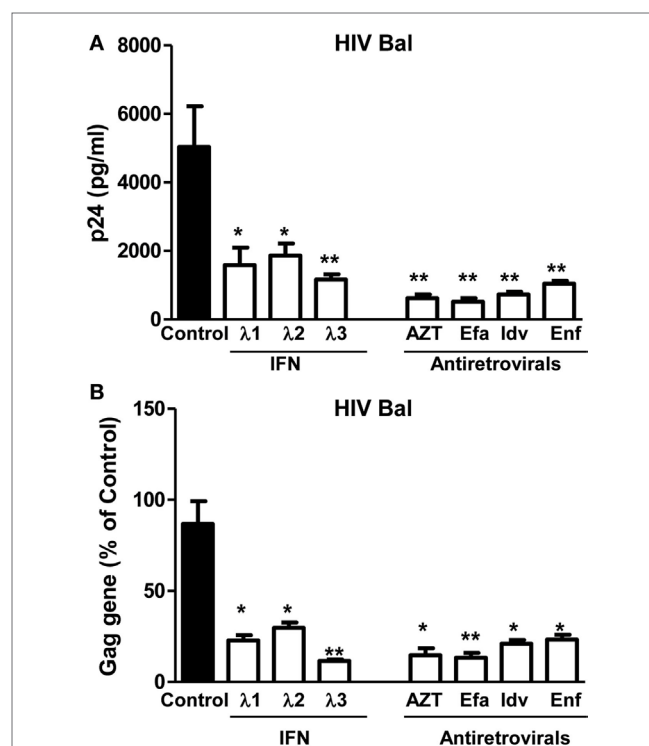 A
HIV Bal
p24 (pg/ml)
8000
6000
4000
2000
0
* * **
** ** ** **
Control λ1 λ2 λ3 AZT Efa Idv Enf
IFN Antiretrovirals
B
HIV Bal
Gag gene (% of Control)
150
100
50
0
* * **
* ** * *
Control λ1 λ2 λ3 AZT Efa Idv Enf
IFN Antiretrovirals